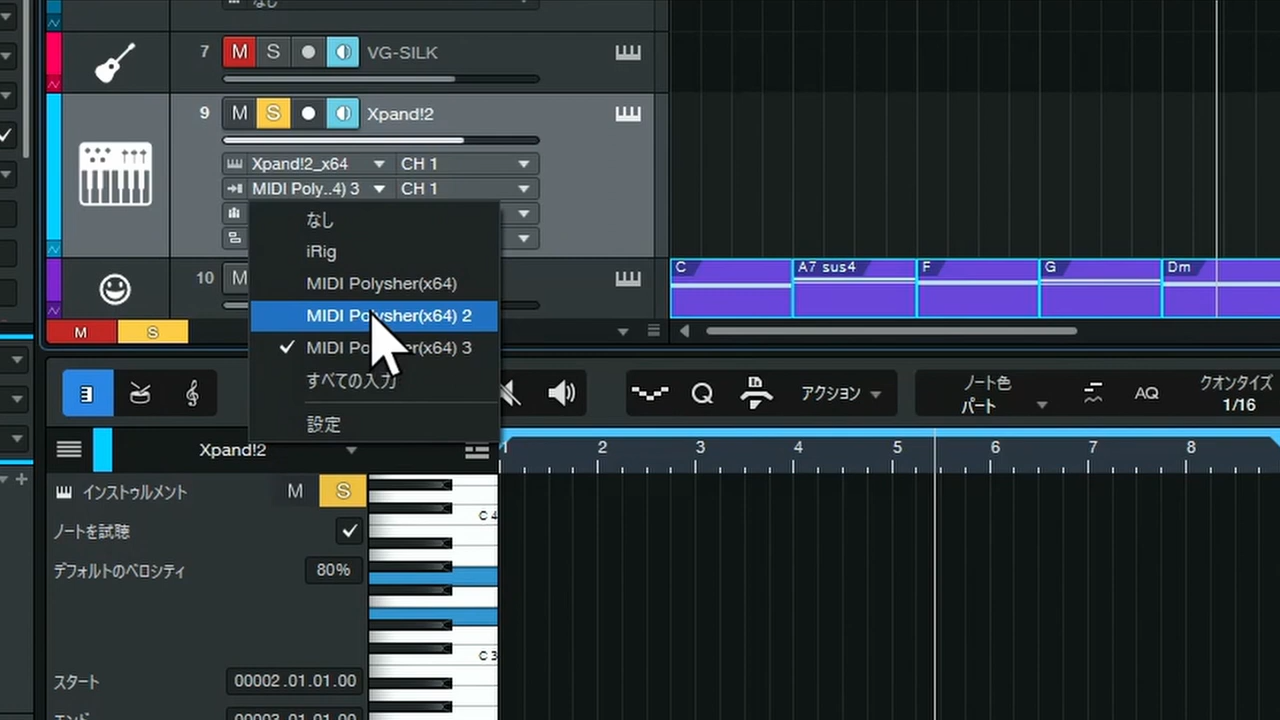 なし
7 M S VG-SILK
9 M S Xpand!2
Xpand!2_x64 CH 1
MIDI Poly..4) 3 CH 1
なし
iRig
MIDI Polysher(x64)
MIDI Polysher(x64) 2
MIDI Polysher(x64) 3
すべての入力
設定
10 M
C A7 sus4 F G Dm
M S
Q アクション ノート色 パート AQ クオンタイズ 1/16
Xpand!2
1 2 3 4 5 6 7 8
インストゥルメント M S
ノートを試聴
デフォルトのベロシティ 80%
C 4
C 3
スタート 00002.01.01.00
エンド 00003.01.01.00